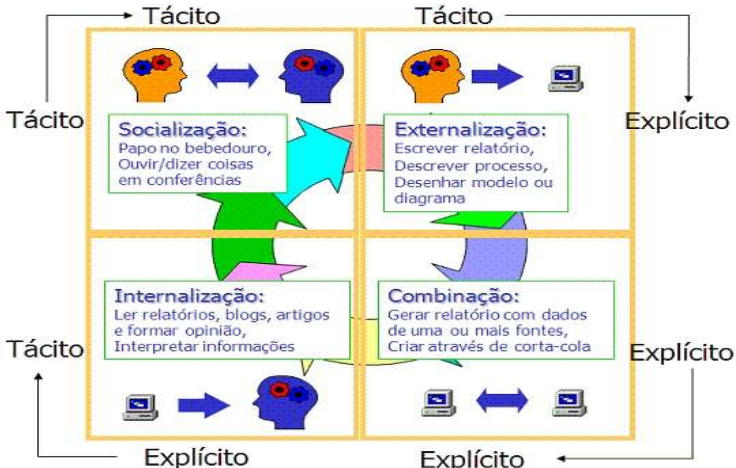 Tácito
Tácito
Tácito
Explícito
Socialização:
Papo no bebedouro,
Ouvir/dizer coisas
em conferências
Externalização:
Escrever relatório,
Descrever processo,
Desenhar modelo ou
diagrama
Internalização:
Ler relatórios, blogs, artigos
e formar opinião,
Interpretar informações
Combinação:
Gerar relatório com dados
de uma ou mais fontes,
Criar através de corta-cola
Tácito
Explícito
Explícito
Explícito